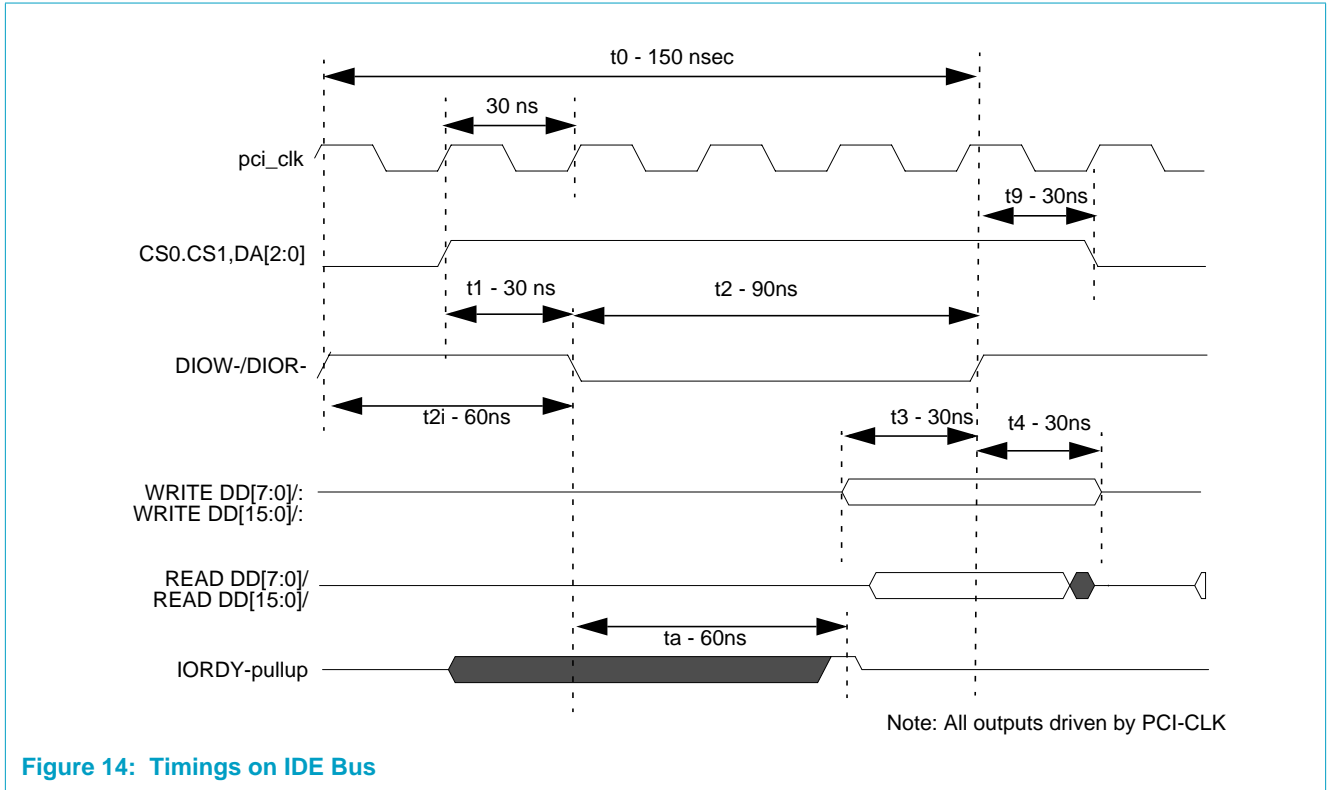 t0 - 150 nsec
30 ns
pci_clk
t9 - 30ns
CS0.CS1,DA[2:0]
t1 - 30 ns
t2 - 90ns
DIOW-/DIOR-
t2i - 60ns
t3 - 30ns
t4 - 30ns
WRITE DD[7:0]/:
WRITE DD[15:0]/:
READ DD[7:0]/
READ DD[15:0]/
ta - 60ns
IORDY-pullup
Note: All outputs driven by PCI-CLK
Figure 14: Timings on IDE Bus